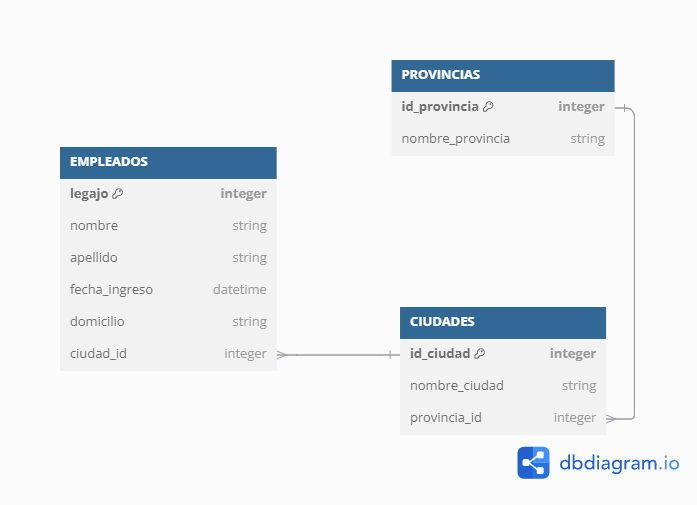 PROVINCIAS
id_provincia integer
nombre_provincia string
EMPLEADOS
legajo integer
nombre string
apellido string
fecha_ingreso datetime
domicilio string
ciudad_id integer
CIUDADES
id_ciudad integer
nombre_ciudad string
provincia_id integer
dbdiagram.io